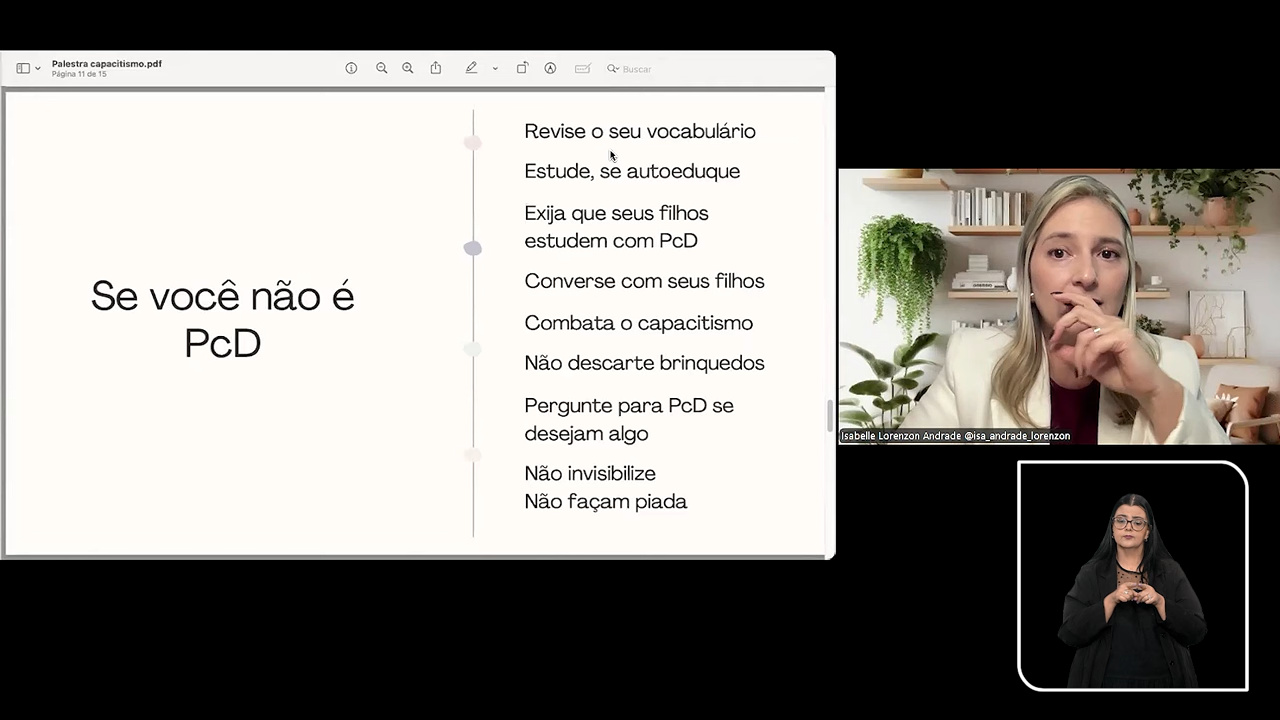 Palestra capacitismo.pdf
Página 11 de 15
Buscar
Se você não é
PcD
Revise o seu vocabulário
Estude, se autoeduque
Exija que seus filhos
estudem com PcD
Converse com seus filhos
Combata o capacitismo
Não descarte brinquedos
Pergunte para PcD se
desejam algo
Não invisibilize
Não façam piada
Isabelle Lorenzon Andrade @isa_andrade_lorenzon